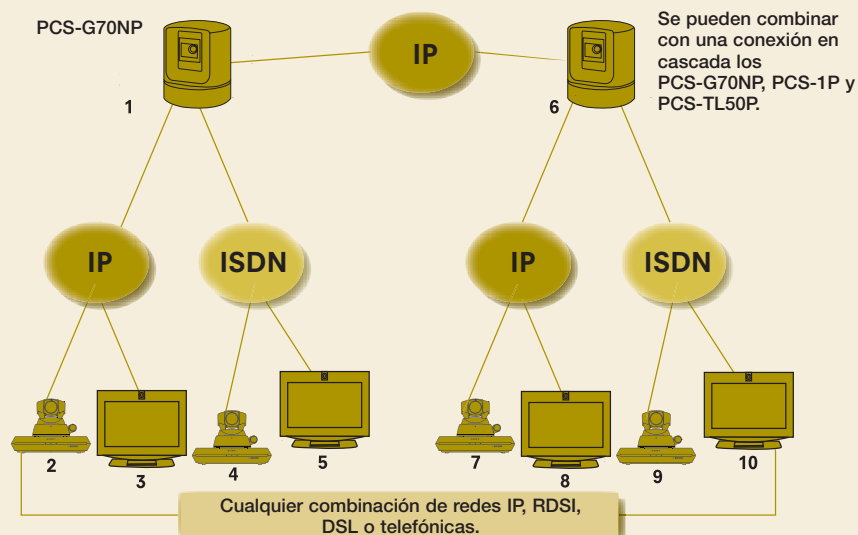 PCS-G70NP
IP
Se pueden combinar
con una conexión en
cascada los
PCS-G70NP, PCS-1P y
PCS-TL50P.
1
6
IP
ISDN
IP
ISDN
2
3
4
5
7
8
9
10
Cualquier combinación de redes IP, RDSI,
DSL o telefónicas.